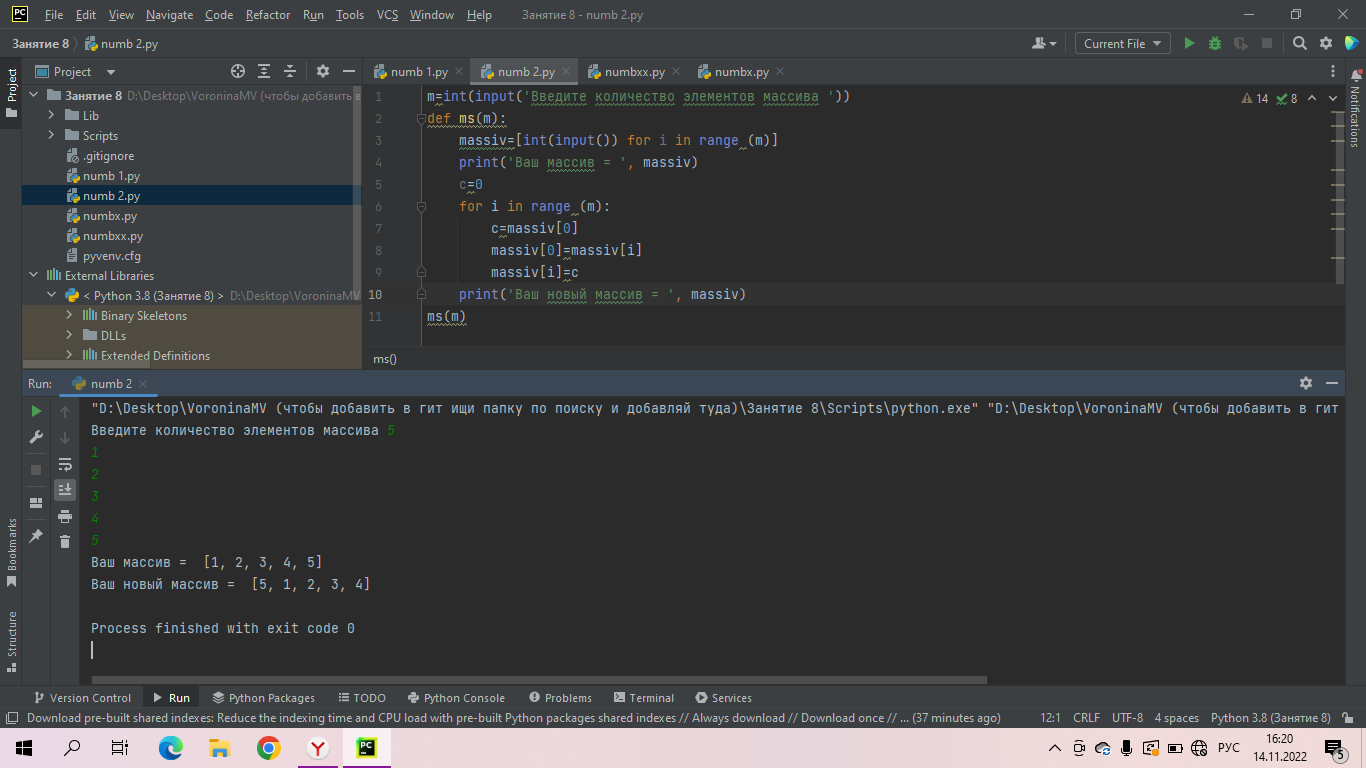 PC File Edit View Navigate Code Refactor Run Tools VCS Window Help Занятие 8 - numb 2.py
Занятие 8 numb 2.py Current File
Project numb 1.py numb 2.py numbxx.py numbx.py
Занятие 8 D:\Desktop\VoroninaMV (чтобы добавить в
Lib
Scripts
.gitignore
numb 1.py
numb 2.py
numbx.py
numbxx.py
pyvenv.cfg
External Libraries
< Python 3.8 (Занятие 8) > D:\Desktop\VoroninaMV
Binary Skeletons
DLLs
Extended Definitions
Project
Bookmarks
Structure
Notifications
14 8
1 m=int(input('Введите количество элементов массива '))
2 def ms(m):
3 massiv=[int(input()) for i in range (m)]
4 print('Ваш массив = ', massiv)
5 c=0
6 for i in range (m):
7 c=massiv[0]
8 massiv[0]=massiv[i]
9 massiv[i]=c
10 print('Ваш новый массив = ', massiv)
11 ms(m)
ms()
Run: numb 2
"D:\Desktop\VoroninaMV (чтобы добавить в гит ищи папку по поиску и добавляй туда)\Занятие 8\Scripts\python.exe" "D:\Desktop\VoroninaMV (чтобы добавить в гит
Введите количество элементов массива 5
1
2
3
4
5
Ваш массив =  [1, 2, 3, 4, 5]
Ваш новый массив =  [5, 1, 2, 3, 4]
Process finished with exit code 0
Version Control Run Python Packages TODO Python Console Problems Terminal Services
Download pre-built shared indexes: Reduce the indexing time and CPU load with pre-built Python packages shared indexes // Always download // Download once // ... (37 minutes ago) 12:1 CRLF UTF-8 4 spaces Python 3.8 (Занятие 8)
РУС 16:20
14.11.2022
5